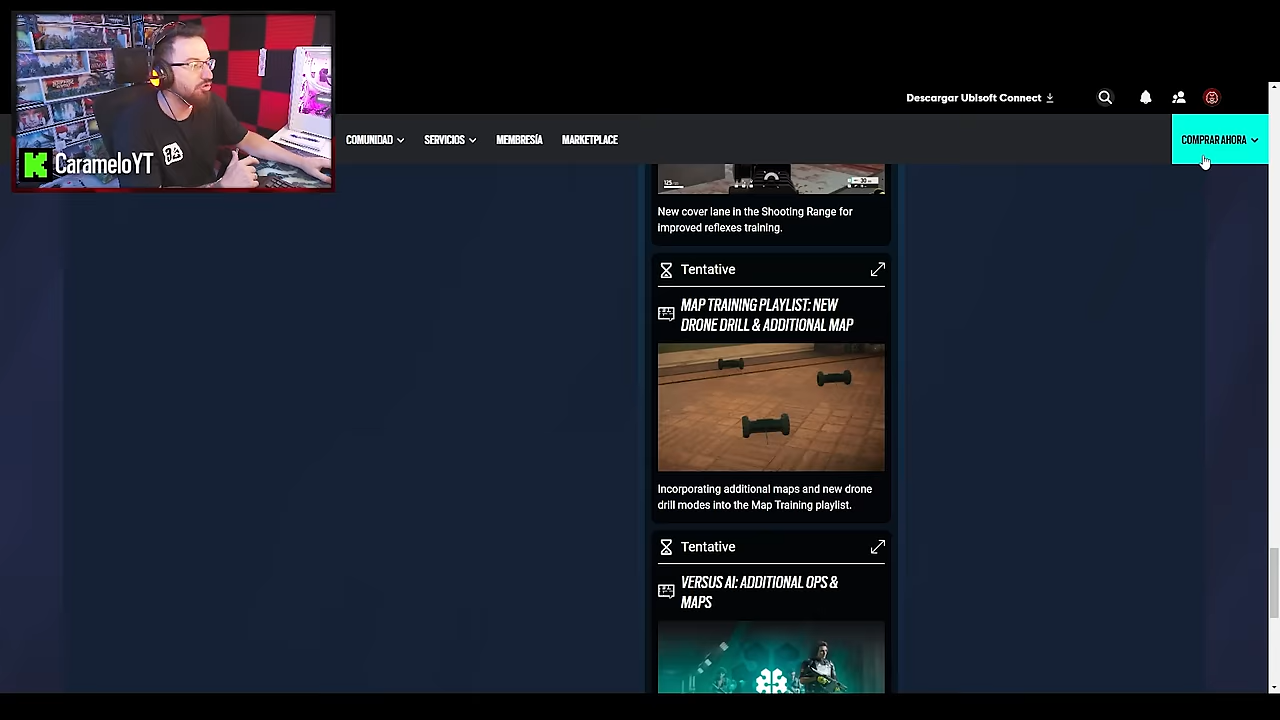 CarameloYT
Descargar Ubisoft Connect
COMUNIDAD
SERVICIOS
MEMBRESÍA
MARKETPLACE
COMPRAR AHORA
125
30
New cover lane in the Shooting Range for
improved reflexes training.
Tentative
MAP TRAINING PLAYLIST: NEW
DRONE DRILL & ADDITIONAL MAP
Incorporating additional maps and new drone
drill modes into the Map Training playlist.
Tentative
VERSUS AI: ADDITIONAL OPS &
MAPS